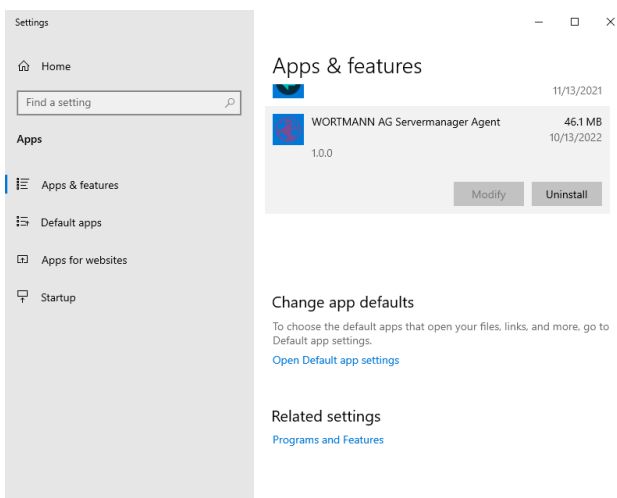 Settings
Home
Find a setting
Apps
Apps & features
Default apps
Apps for websites
Startup
Apps & features
11/13/2021
WORTMANN AG Servermanager Agent
46.1 MB
10/13/2022
1.0.0
Modify
Uninstall
Change app defaults
To choose the default apps that open your files, links, and more, go to
Default app settings.
Open Default app settings
Related settings
Programs and Features